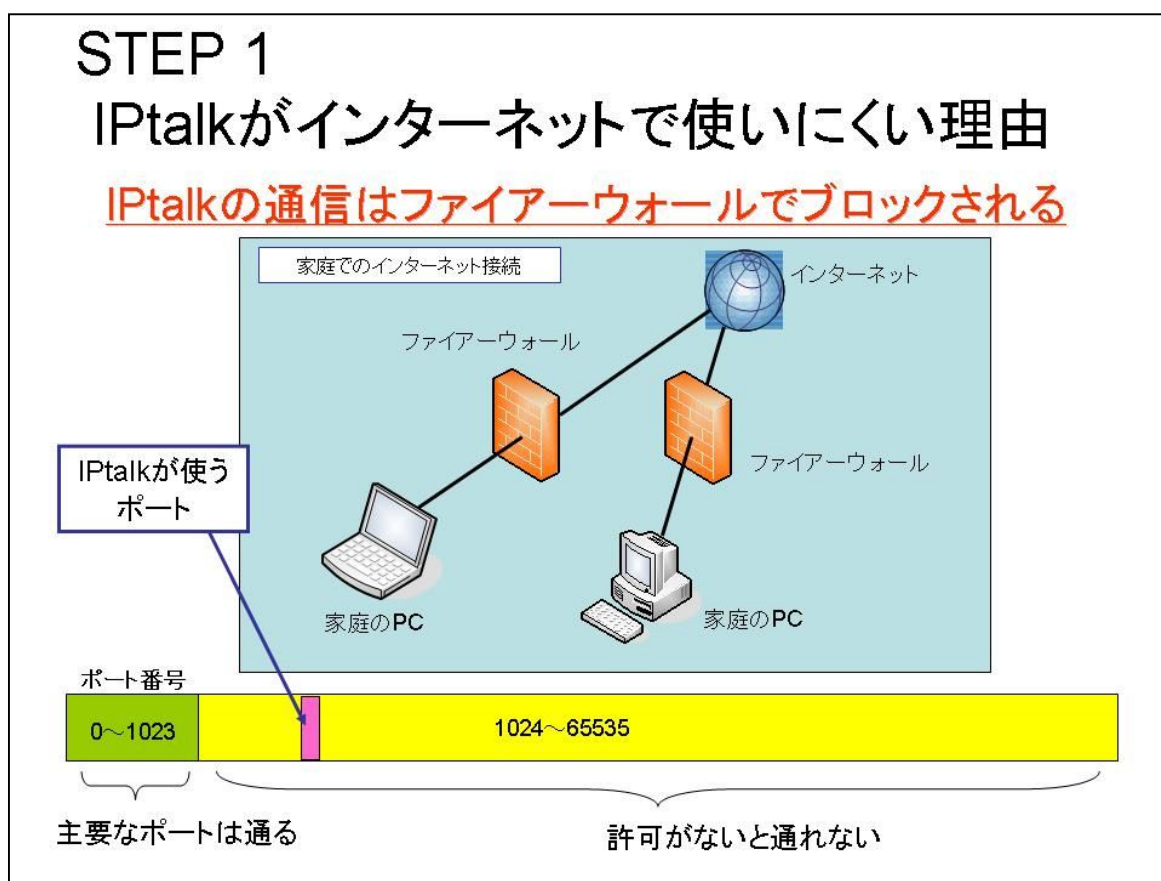 STEP 1
IPtalkがインターネットで使いにくい理由
IPtalkの通信はファイアーウォールでブロックされる
家庭でのインターネット接続
インターネット
ファイアーウォール
ファイアーウォール
IPtalkが使う
ポート
家庭のPC
家庭のPC
ポート番号
0～1023
1024～65535
主要なポートは通る
許可がないと通れない